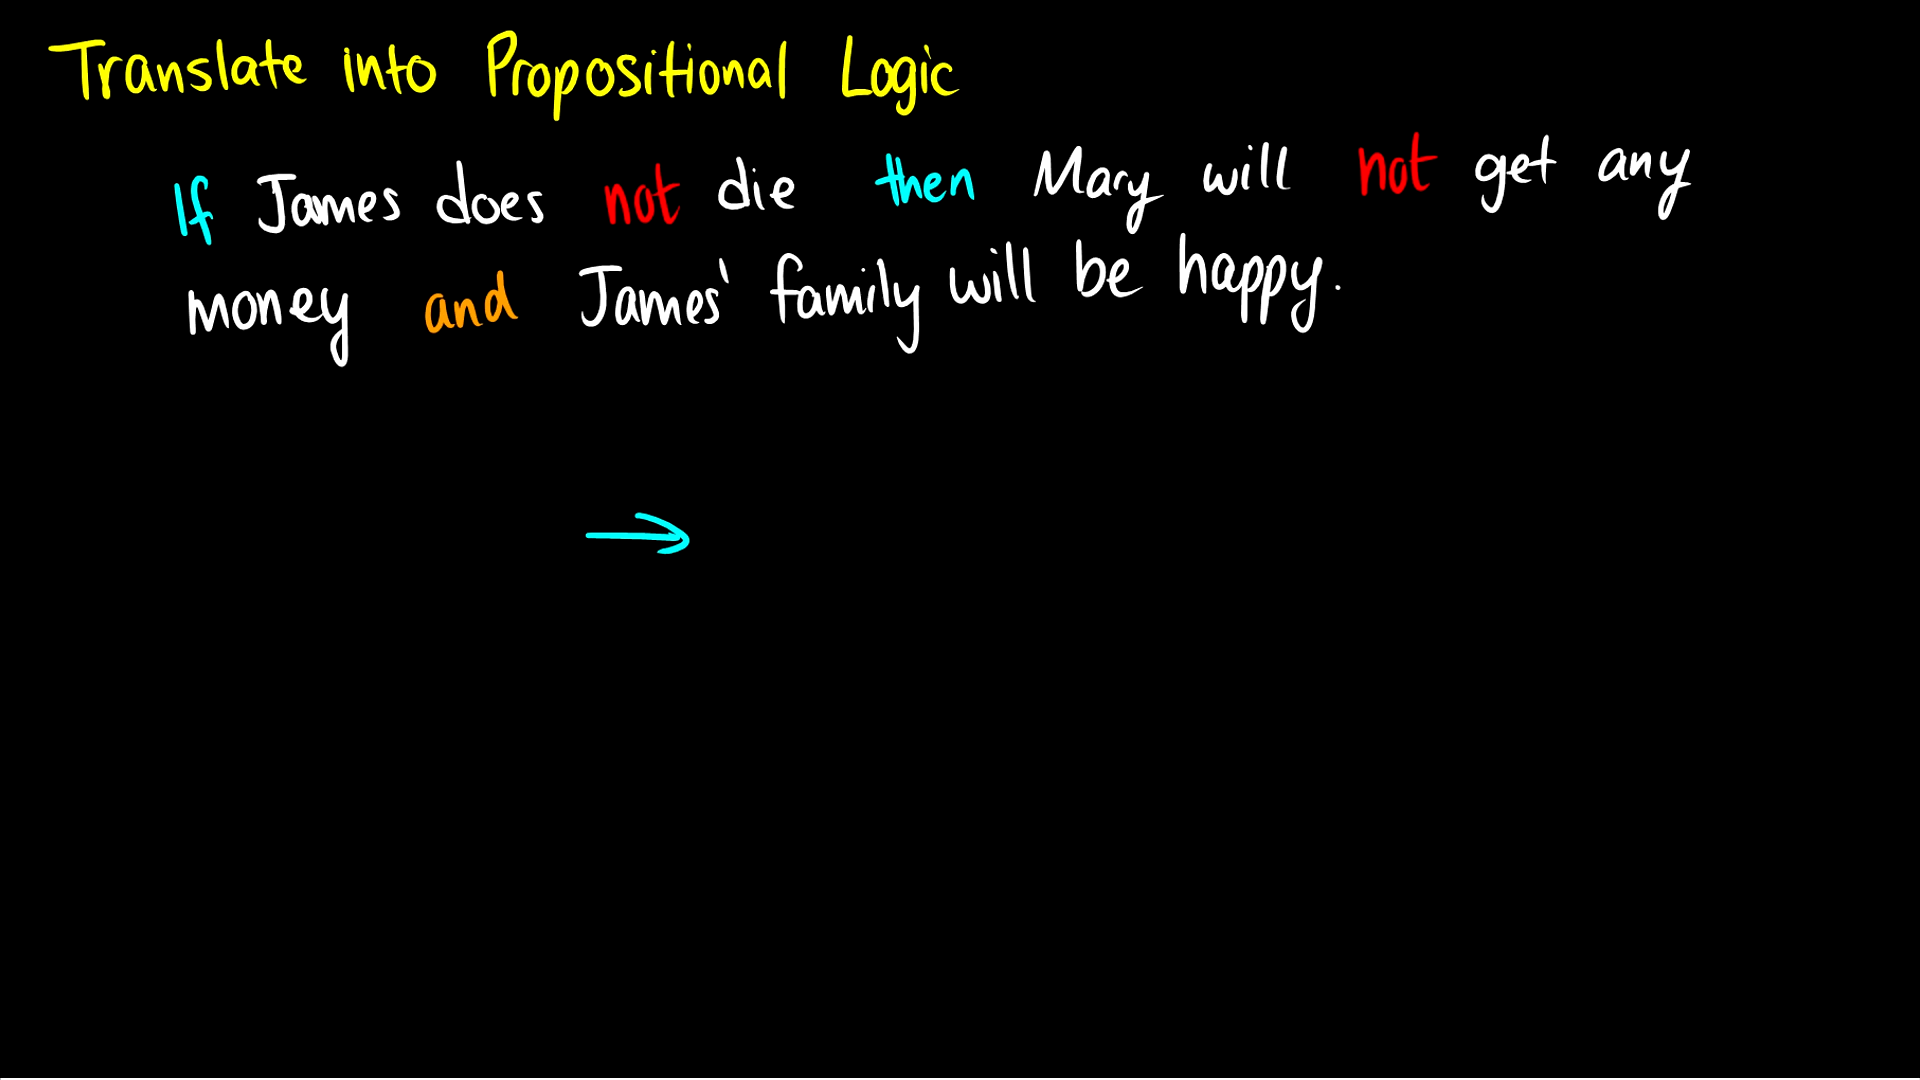 Translate into Propositional Logic
If James does not die then Mary will not get any
money and James' family will be happy.
→